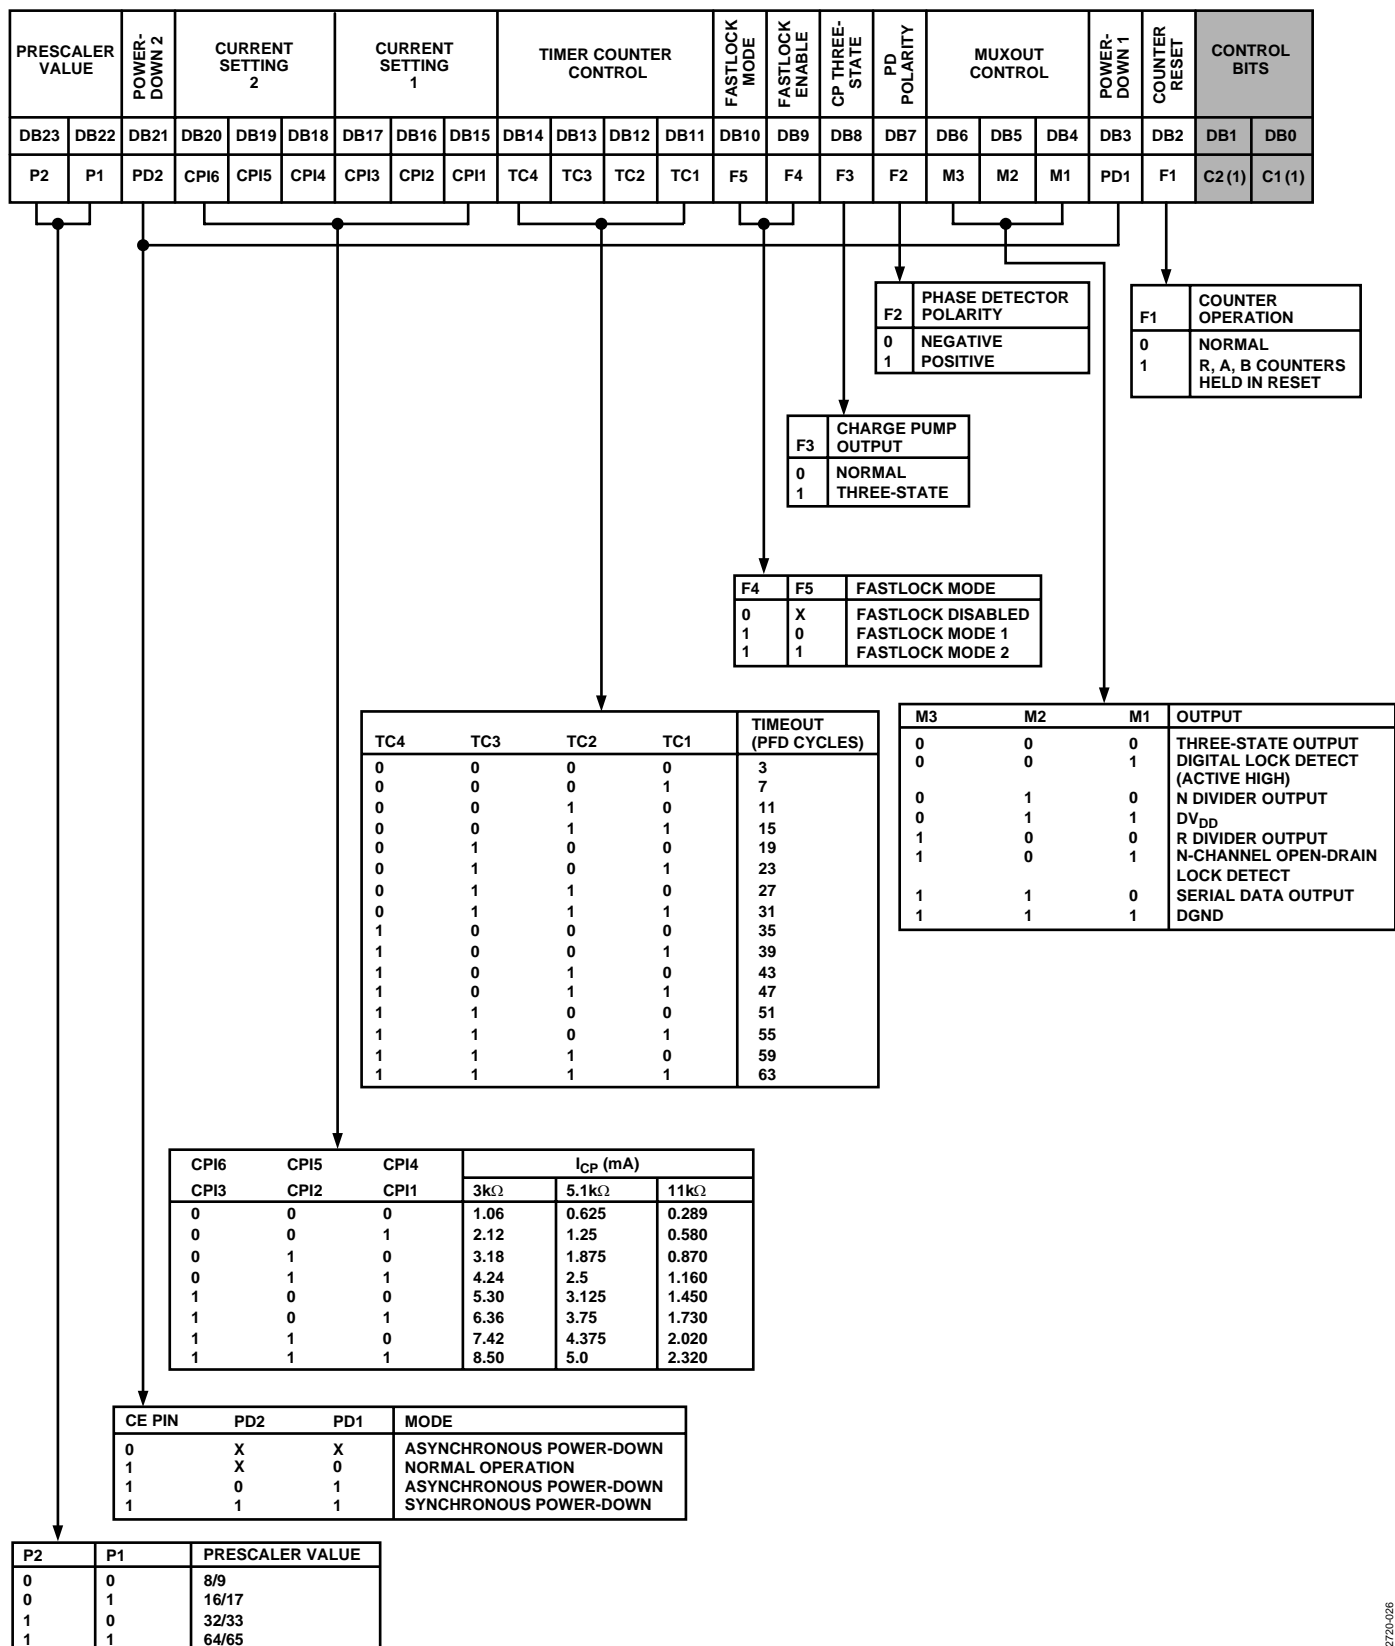 PRESCALER VALUE
POWER-DOWN 2
CURRENT SETTING 2
CURRENT SETTING 1
TIMER COUNTER CONTROL
FASTLOCK MODE
FASTLOCK ENABLE
CP THREE-STATE
PD POLARITY
MUXOUT CONTROL
POWER-DOWN 1
COUNTER RESET
CONTROL BITS
DB23 DB22 DB21 DB20 DB19 DB18 DB17 DB16 DB15 DB14 DB13 DB12 DB11 DB10 DB9 DB8 DB7 DB6 DB5 DB4 DB3 DB2 DB1 DB0
P2 P1 PD2 CPI6 CPI5 CPI4 CPI3 CPI2 CPI1 TC4 TC3 TC2 TC1 F5 F4 F3 F2 M3 M2 M1 PD1 F1 C2 (1) C1 (1)
F2 PHASE DETECTOR POLARITY
0 NEGATIVE
1 POSITIVE
F1 COUNTER OPERATION
0 NORMAL
1 R, A, B COUNTERS
HELD IN RESET
F3 CHARGE PUMP OUTPUT
0 NORMAL
1 THREE-STATE
F4 F5 FASTLOCK MODE
0 X FASTLOCK DISABLED
1 0 FASTLOCK MODE 1
1 1 FASTLOCK MODE 2
TC4 TC3 TC2 TC1 TIMEOUT (PFD CYCLES)
0 0 0 0 3
0 0 0 1 7
0 0 1 0 11
0 0 1 1 15
0 1 0 0 19
0 1 0 1 23
0 1 1 0 27
0 1 1 1 31
1 0 0 0 35
1 0 0 1 39
1 0 1 0 43
1 0 1 1 47
1 1 0 0 51
1 1 0 1 55
1 1 1 0 59
1 1 1 1 63
M3 M2 M1 OUTPUT
0 0 0 THREE-STATE OUTPUT
0 0 1 DIGITAL LOCK DETECT
(ACTIVE HIGH)
0 1 0 N DIVIDER OUTPUT
0 1 1 DVDD
1 0 0 R DIVIDER OUTPUT
1 0 1 N-CHANNEL OPEN-DRAIN
LOCK DETECT
1 1 0 SERIAL DATA OUTPUT
1 1 1 DGND
CPI6 CPI5 CPI4 ICP (mA)
CPI3 CPI2 CPI1 3kΩ 5.1kΩ 11kΩ
0 0 0 1.06 0.625 0.289
0 0 1 2.12 1.25 0.580
0 1 0 3.18 1.875 0.870
0 1 1 4.24 2.5 1.160
1 0 0 5.30 3.125 1.450
1 0 1 6.36 3.75 1.730
1 1 0 7.42 4.375 2.020
1 1 1 8.50 5.0 2.320
CE PIN PD2 PD1 MODE
0 X X ASYNCHRONOUS POWER-DOWN
1 X 0 NORMAL OPERATION
1 0 1 ASYNCHRONOUS POWER-DOWN
1 1 1 SYNCHRONOUS POWER-DOWN
P2 P1 PRESCALER VALUE
0 0 8/9
0 1 16/17
1 0 32/33
1 1 64/65
2720-026